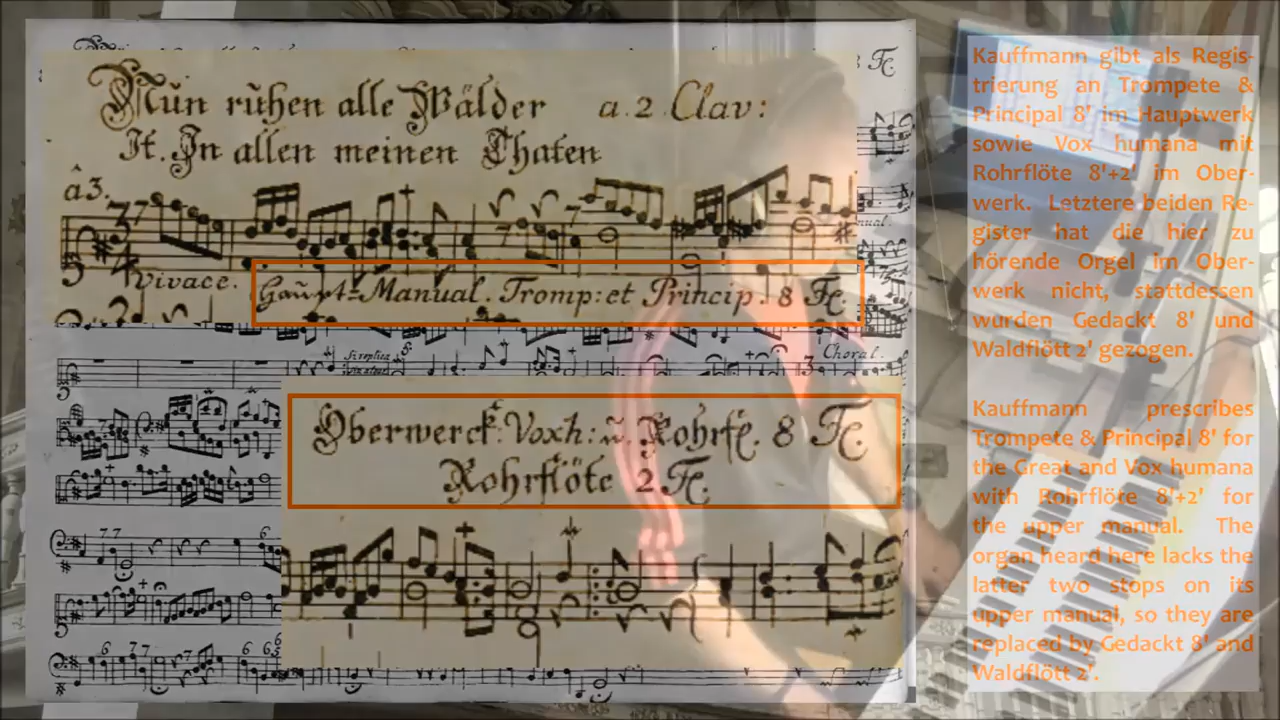 Nun ruhen alle Wälder a. 2 Clav:
It. In allen meinen Thaten
â 3.
Vivace.
Haupt=Manual. Tromp: et Princip. 8 Fc.
Choral.
Oberwerck: Voxh: u. Rohrfl. 8 Fc.
Rohrflöte 2 Fc.
Kauffmann gibt als Regis-
trierung an Trompete &
Principal 8' im Hauptwerk
sowie Vox humana mit
Rohrflöte 8'+2' im Ober-
werk. Letztere beiden Re-
gister hat die hier zu
hörende Orgel im Ober-
werk nicht, stattdessen
wurden Gedackt 8' und
Waldflött 2' gezogen.
Kauffmann prescribes
Trompete & Principal 8' for
the Great and Vox humana
with Rohrflöre 8'+2' for
the upper manual. The
organ heard here lacks the
latter two stops on its
upper manual, so they are
replaced by Gedackt 8' and
Waldflött 2'.